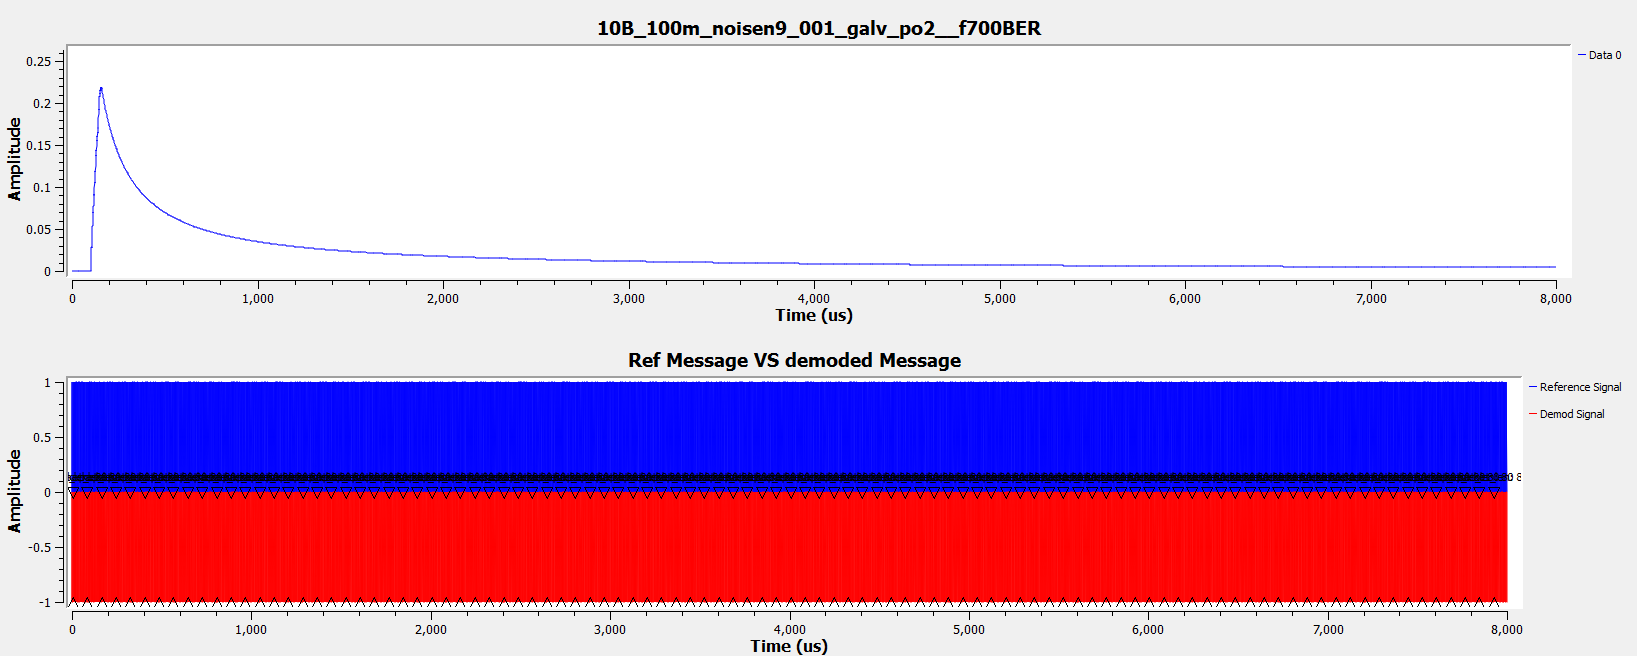 10B_100m_noisen9_001_galv_po2__f700BER
Amplitude
0.25
0.2
0.15
0.1
0.05
0
Data 0
0 1,000 2,000 3,000 4,000 5,000 6,000 7,000 8,000
Time (us)
Ref Message VS demoded Message
Amplitude
1
0.5
0
-0.5
-1
Reference Signal
Demod Signal
0 1,000 2,000 3,000 4,000 5,000 6,000 7,000 8,000
Time (us)